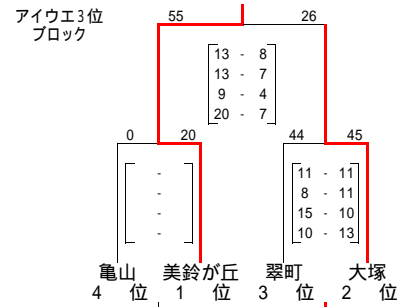 アイウエ3位
ブロック
55 26
13 - 8
13 - 7
9 - 4
20 - 7
0 20 44 45
- 11 - 11
- 8 - 11
- 15 - 10
- 10 - 13
亀山 美鈴が丘 翠町 大塚
4 位 1 位 3 位 2 位